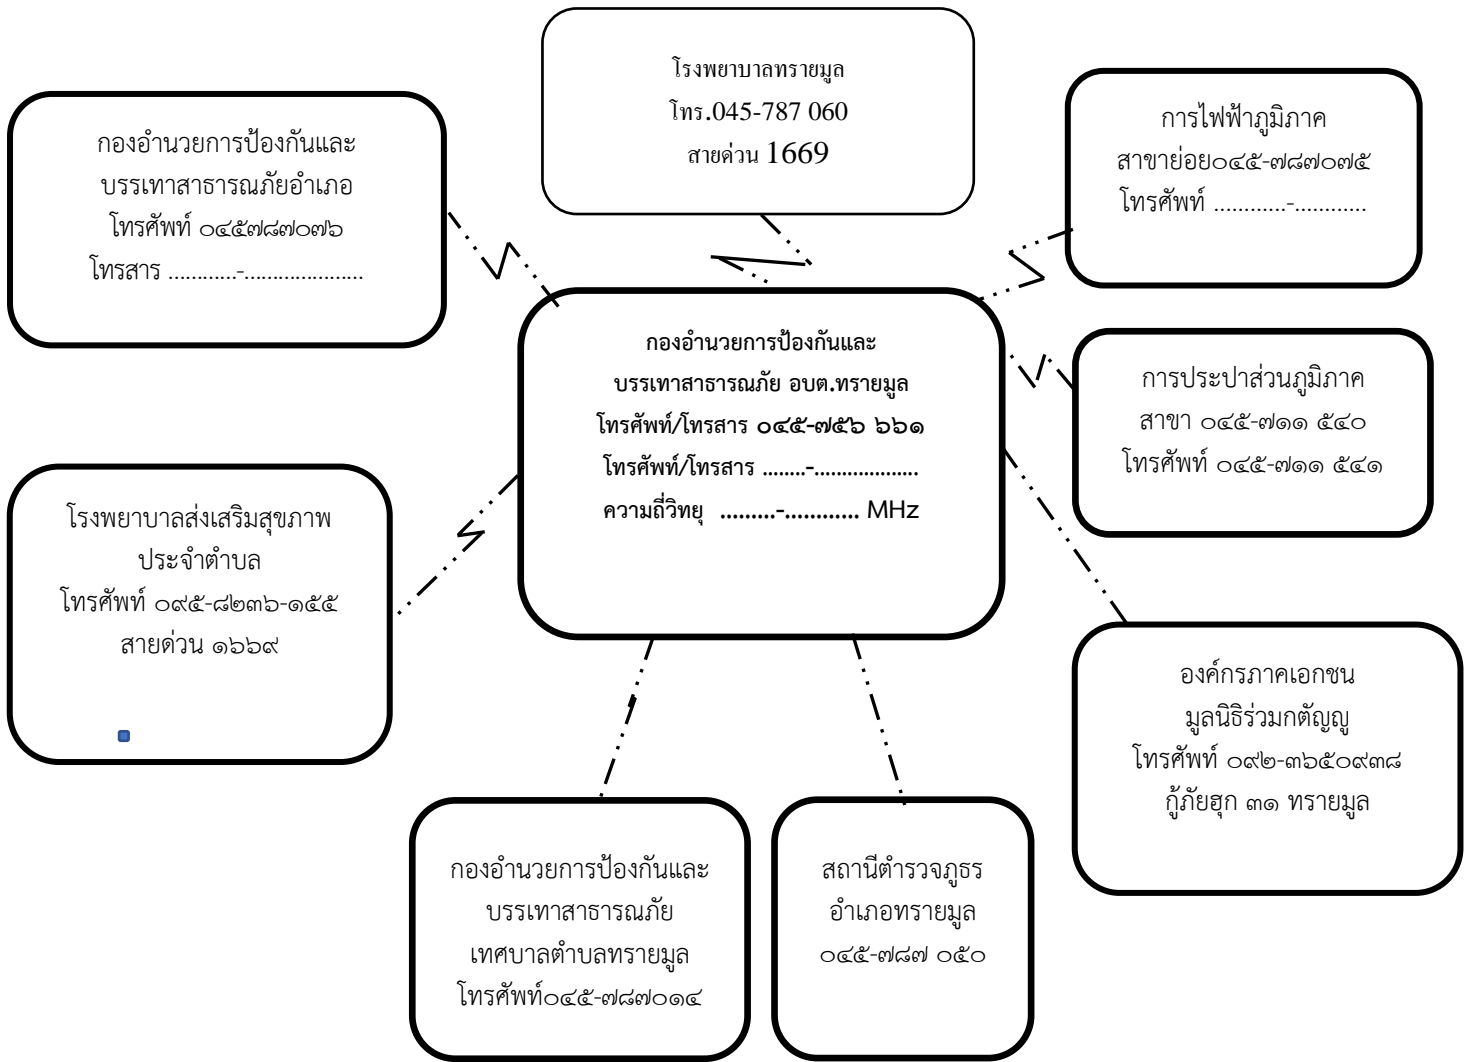 โรงพยาบาลทรายมูล
โทร.045-787 060
สายด่วน 1669
กองอำนวยการป้องกันและ
บรรเทาสาธารณภัยอำเภอ
โทรศัพท์ ๐๔๕๗๘๗๐๗๖
โทรสาร ............-.....................
การไฟฟ้าภูมิภาค
สาขาย่อย๐๔๕-๗๘๗๐๗๕
โทรศัพท์ ............-............
กองอำนวยการป้องกันและ
บรรเทาสาธารณภัย อบต.ทรายมูล
โทรศัพท์/โทรสาร ๐๔๕-๗๕๖ ๖๖๑
โทรศัพท์/โทรสาร ........-...................
ความถี่วิทยุ .........-............ MHz
การประปาส่วนภูมิภาค
สาขา ๐๔๕-๗๑๑ ๕๔๐
โทรศัพท์ ๐๔๕-๗๑๑ ๕๔๑
โรงพยาบาลส่งเสริมสุขภาพ
ประจำตำบล
โทรศัพท์ ๐๙๕-๘๒๓๖-๑๕๕
สายด่วน ๑๖๖๙
องค์กรภาคเอกชน
มูลนิธิร่วมกตัญญู
โทรศัพท์ ๐๙๒-๓๖๕๐๙๓๘
กู้ภัยฮุก ๓๑ ทรายมูล
กองอำนวยการป้องกันและ
บรรเทาสาธารณภัย
เทศบาลตำบลทรายมูล
โทรศัพท์๐๔๕-๗๘๗๐๑๔
สถานีตำรวจภูธร
อำเภอทรายมูล
๐๔๕-๗๘๗ ๐๕๐